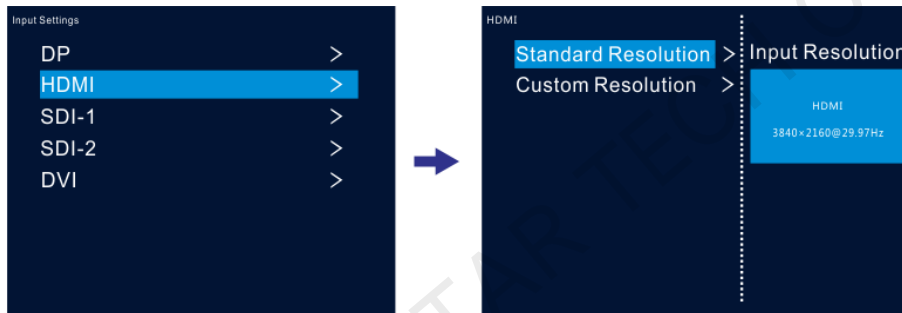 Input Settings
DP >
HDMI >
SDI-1 >
SDI-2 >
DVI >
HDMI
Standard Resolution >
Custom Resolution >
Input Resolution
HDMI
3840×2160@29.97Hz